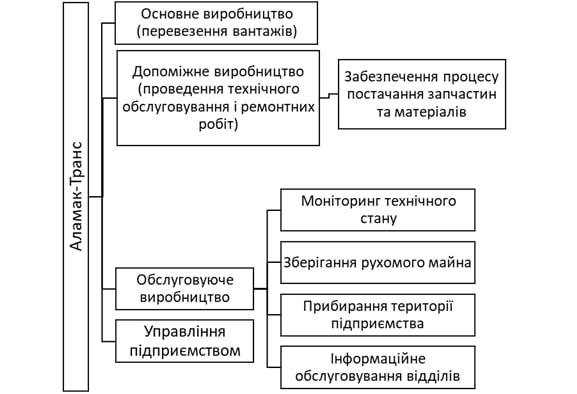 Аламак-Транс
Основне виробництво
(перевезення вантажів)
Допоміжне виробництво
(проведення технічного
обслуговування і ремонтних
робіт)
Забезпечення процесу
постачання запчастин
та матеріалів
Обслуговуюче
виробництво
Моніторинг технічного
стану
Зберігання рухомого майна
Прибирання території
підприємства
Інформаційне
обслуговування відділів
Управління
підприємством